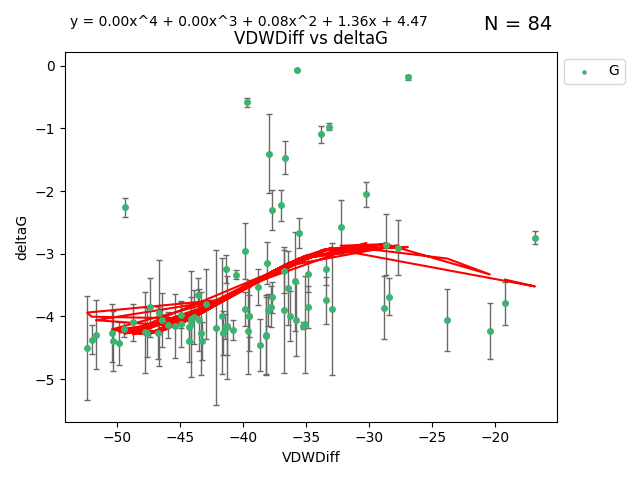 y = 0.00x^4 + 0.00x^3 + 0.08x^2 + 1.36x + 4.47
N = 84
VDWDiff vs deltaG
G
deltaG
0
−1
−2
−3
−4
−5
−50 −45 −40 −35 −30 −25 −20
VDWDiff